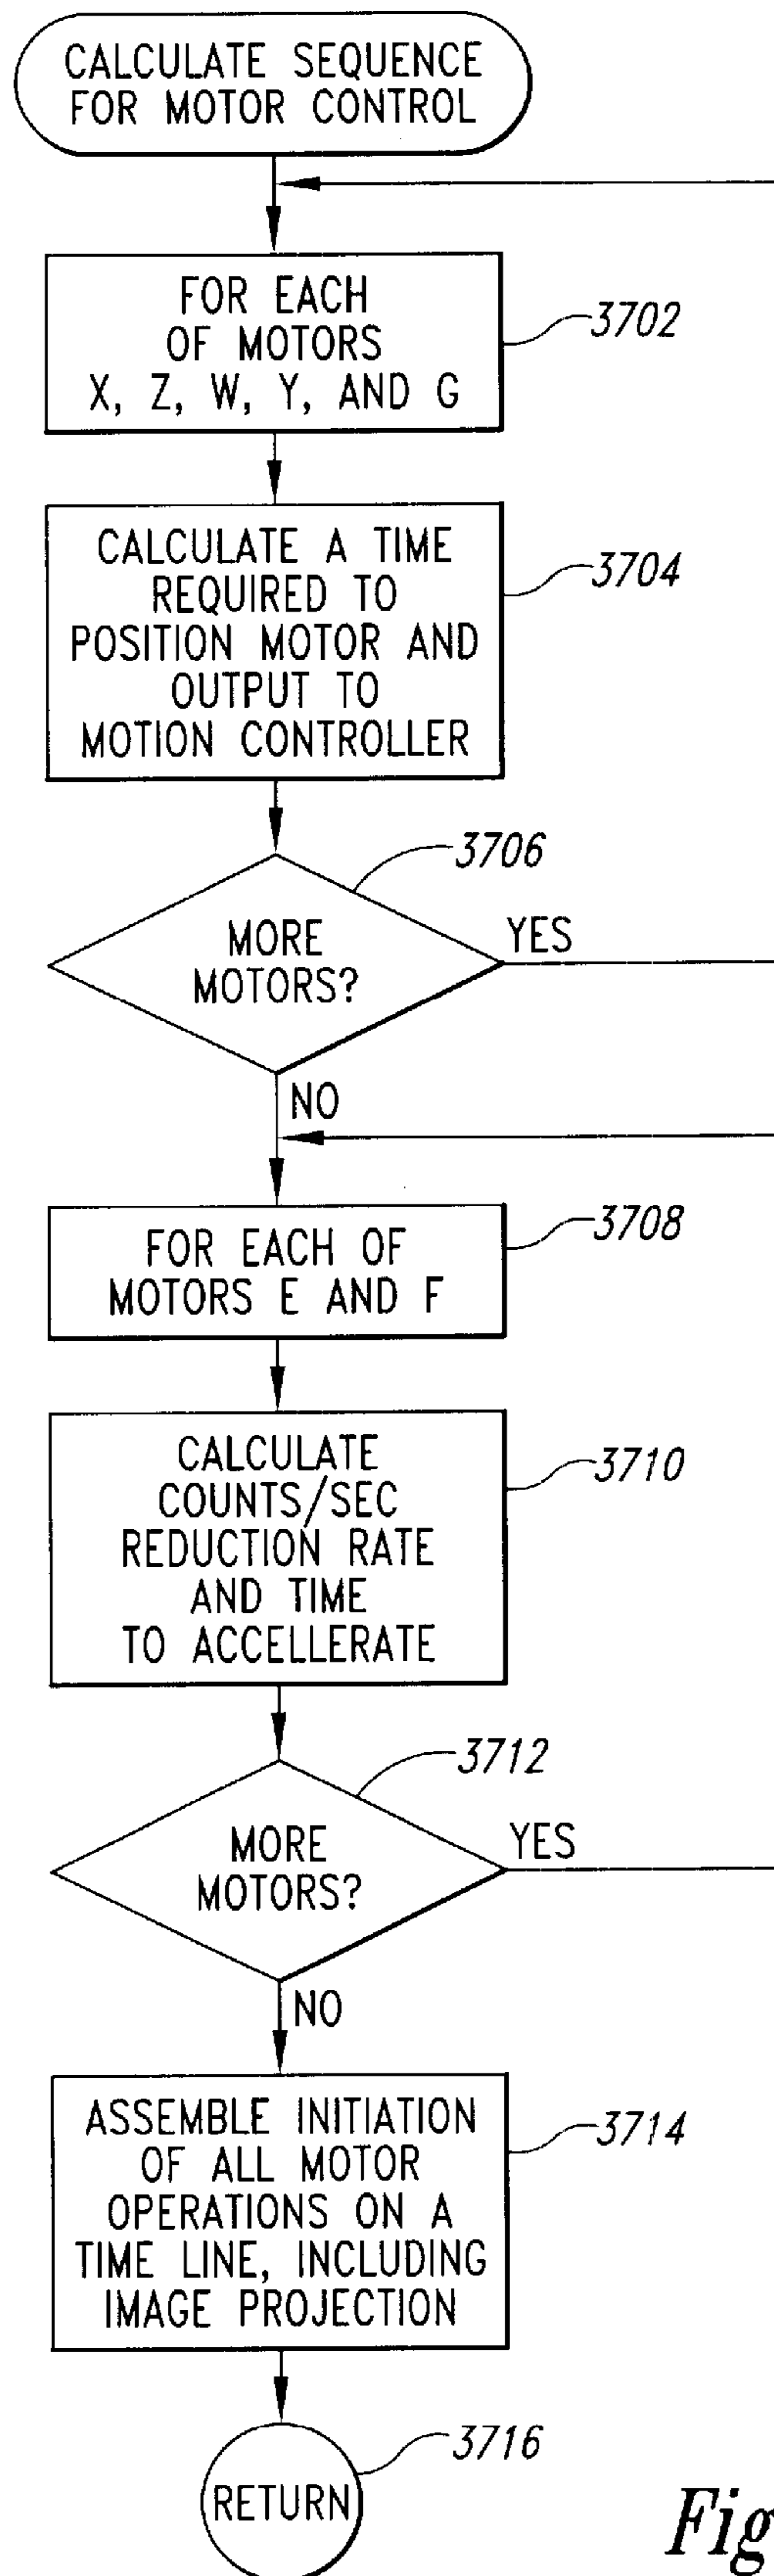 CALCULATE SEQUENCE
FOR MOTOR CONTROL
FOR EACH
OF MOTORS
X, Z, W, Y, AND G
3702
CALCULATE A TIME
REQUIRED TO
POSITION MOTOR AND
OUTPUT TO
MOTION CONTROLLER
3704
3706
MORE
MOTORS?
YES
NO
FOR EACH OF
MOTORS E AND F
3708
CALCULATE
COUNTS/SEC
REDUCTION RATE
AND TIME
TO ACCELLERATE
3710
3712
MORE
MOTORS?
YES
NO
ASSEMBLE INITIATION
OF ALL MOTOR
OPERATIONS ON A
TIME LINE, INCLUDING
IMAGE PROJECTION
3714
RETURN
3716
Fig